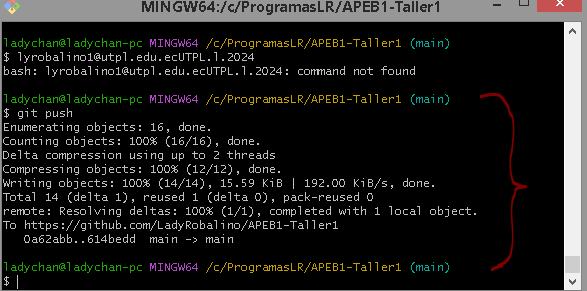 MINGW64:/c/ProgramasLR/APEB1-Taller1
ladychan@ladychan-pc MINGW64 /c/ProgramasLR/APEB1-Taller1 (main)
$ lyrobalino1@utpl.edu.ecUTPL.l.2024
bash: lyrobalino1@utpl.edu.ecUTPL.l.2024: command not found
ladychan@ladychan-pc MINGW64 /c/ProgramasLR/APEB1-Taller1 (main)
$ git push
Enumerating objects: 16, done.
Counting objects: 100% (16/16), done.
Delta compression using up to 2 threads
Compressing objects: 100% (12/12), done.
Writing objects: 100% (14/14), 15.59 KiB | 192.00 KiB/s, done.
Total 14 (delta 1), reused 1 (delta 0), pack-reused 0
remote: Resolving deltas: 100% (1/1), completed with 1 local object.
To https://github.com/LadyRobalino/APEB1-Taller1
   0a62abb..614bedd  main -> main
ladychan@ladychan-pc MINGW64 /c/ProgramasLR/APEB1-Taller1 (main)
$